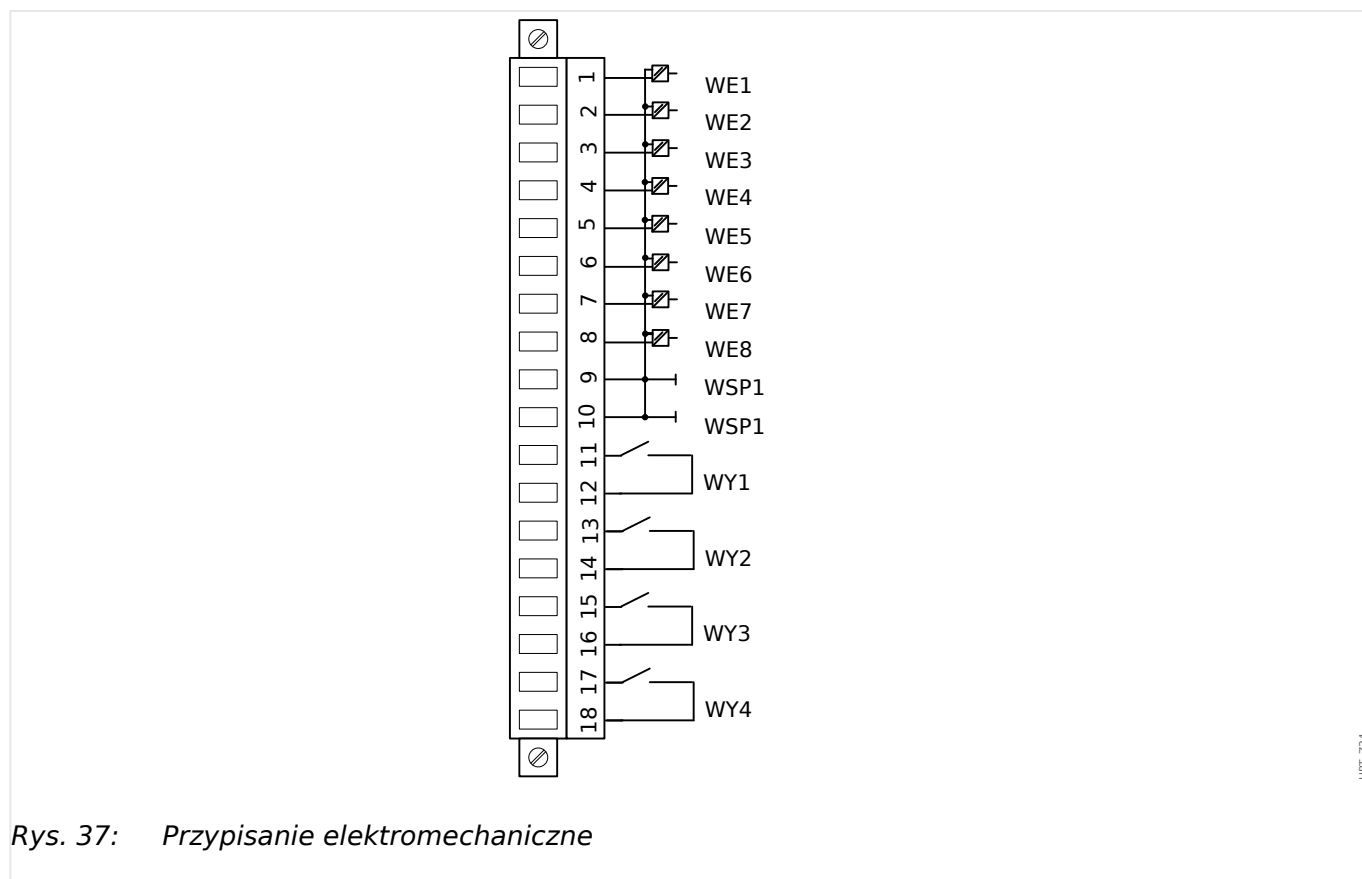 1 WE1
2 WE2
3 WE3
4 WE4
5 WE5
6 WE6
7 WE7
8 WE8
9 WSP1
10 WSP1
11
WY1
12
13
WY2
14
15
WY3
16
17
WY4
18
Rys. 37: Przypisanie elektromechaniczne